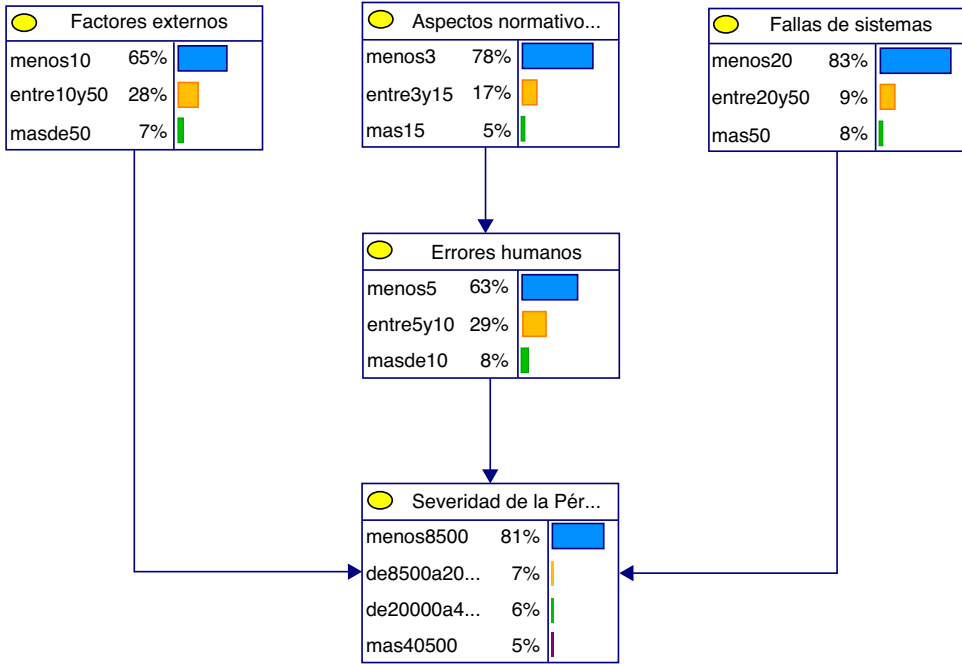 Factores externos
menos10 65%
entre10y50 28%
masde50 7%
Aspectos normativo...
menos3 78%
entre3y15 17%
mas15 5%
Fallas de sistemas
menos20 83%
entre20y50 9%
mas50 8%
Errores humanos
menos5 63%
entre5y10 29%
masde10 8%
Severidad de la Pér...
menos8500 81%
de8500a20... 7%
de20000a4... 6%
mas40500 5%